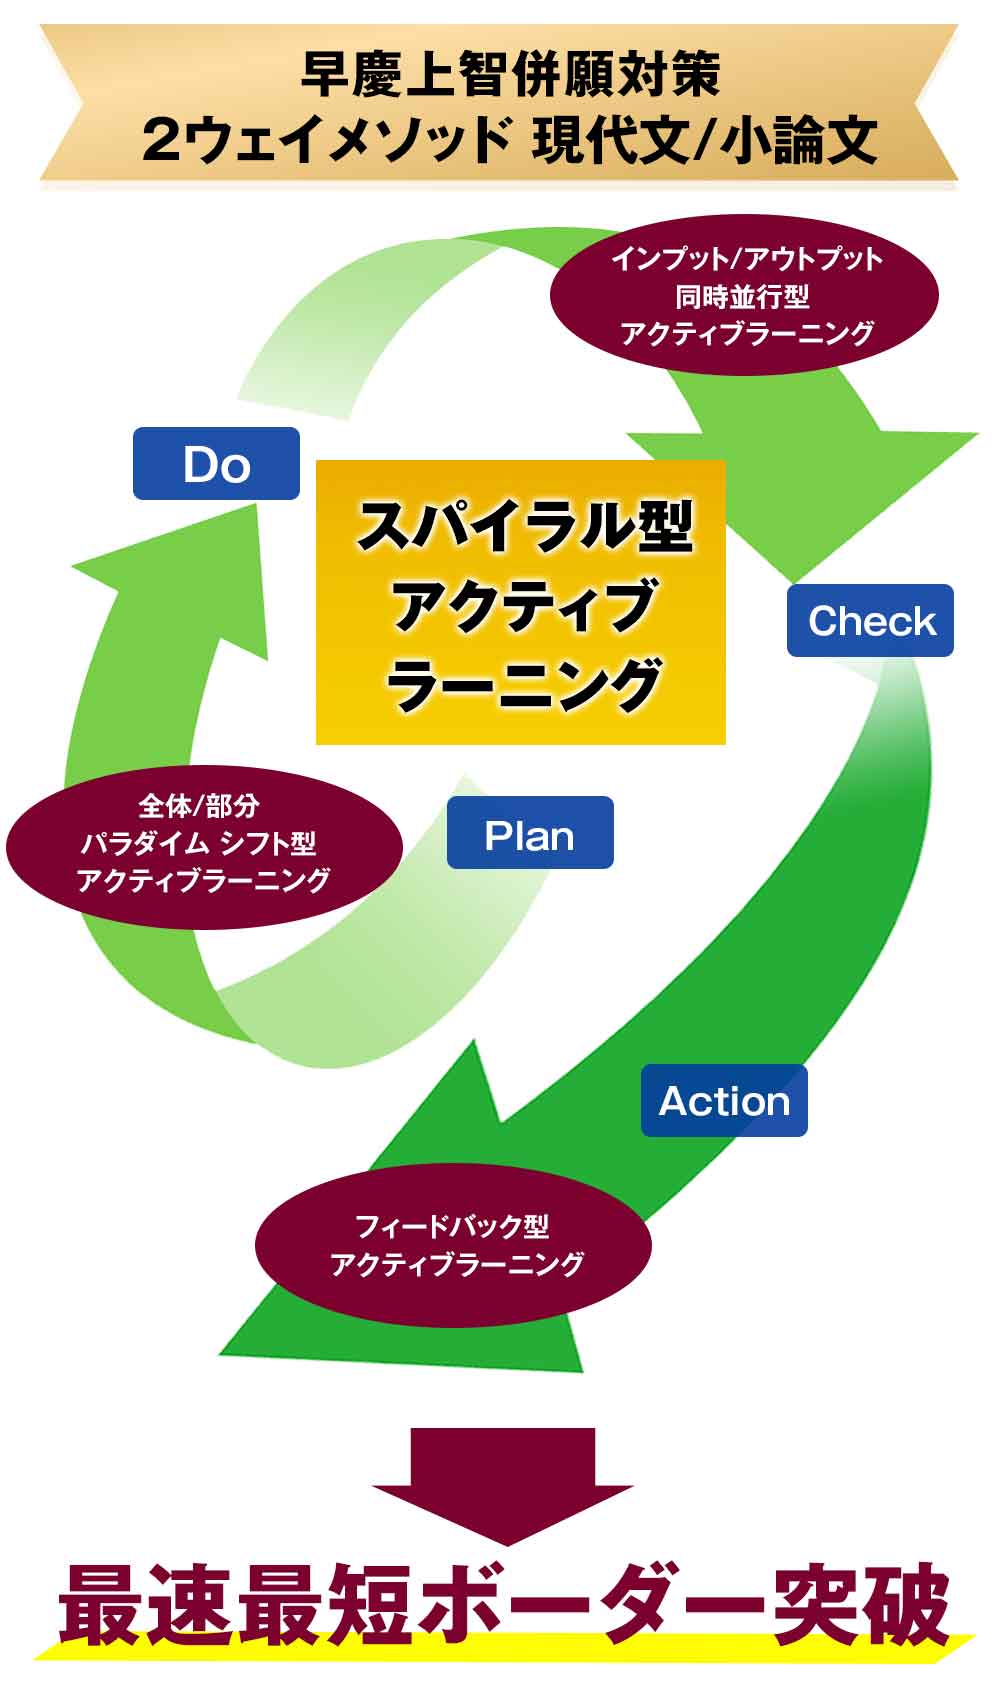 早慶上智併願対策
2ウェイメソッド 現代文/小論文
インプット/アウトプット
同時並行型
アクティブラーニング
Do
スパイラル型
アクティブ
ラーニング
Check
全体/部分
パラダイム シフト型
アクティブラーニング
Plan
Action
フィードバック型
アクティブラーニング
最速最短ボーダー突破